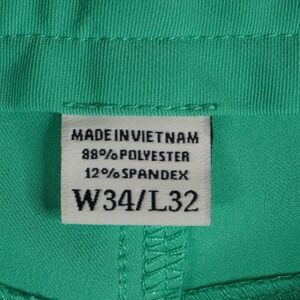 MADE IN VIETNAM
88% POLYESTER
12% SPANDEX
W34/L32